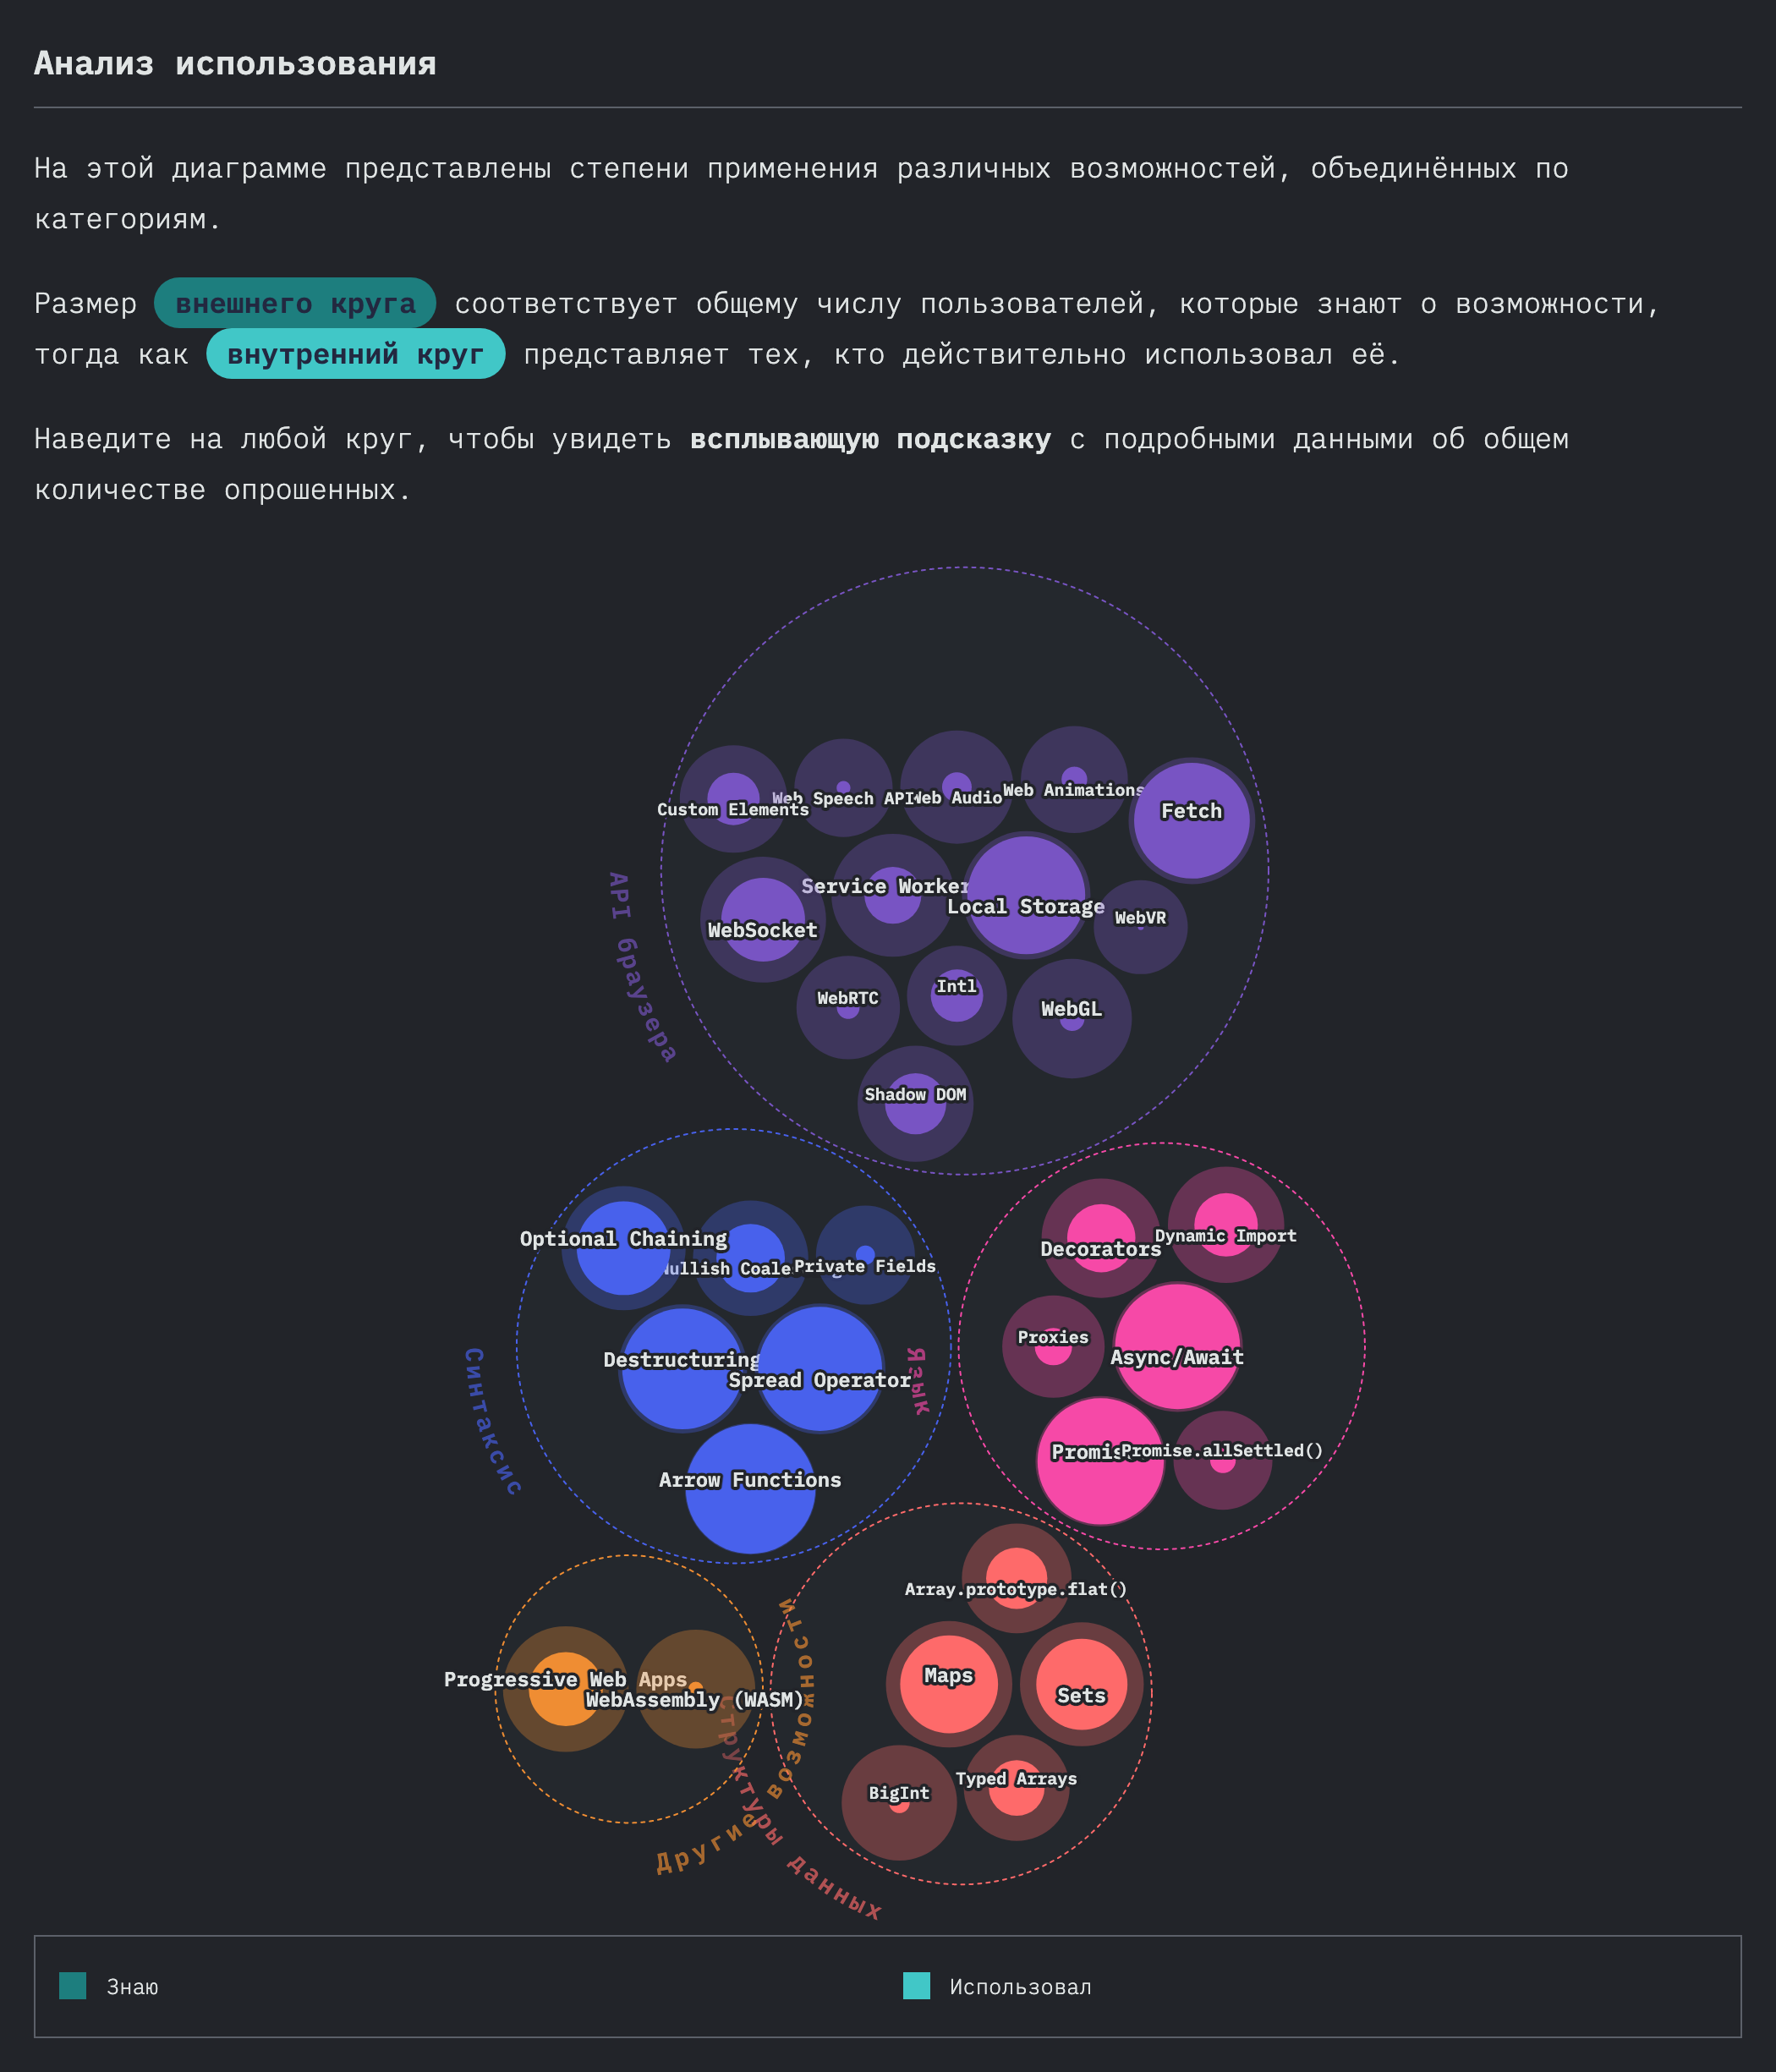 Анализ использования
На этой диаграмме представлены степени применения различных возможностей, объединённых по
категориям.
Размер внешнего круга соответствует общему числу пользователей, которые знают о возможности,
тогда как внутренний круг представляет тех, кто действительно использовал её.
Наведите на любой круг, чтобы увидеть всплывающую подсказку с подробными данными об общем
количестве опрошенных.
API браузера
Custom Elements
Web Speech API
Web Audio
Web Animations
Fetch
WebSocket
Service Worker
Local Storage
WebVR
WebRTC
Intl
WebGL
Shadow DOM
Синтаксис
Optional Chaining
Private Fields
Destructuring
Spread Operator
Arrow Functions
Язык
Decorators
Dynamic Import
Proxies
Async/Await
Promise.allSettled()
Другие возможности
Progressive Web Apps
WebAssembly (WASM)
Структуры данных
Array.prototype.flat()
Maps
Sets
BigInt
Typed Arrays
Знаю
Использовал